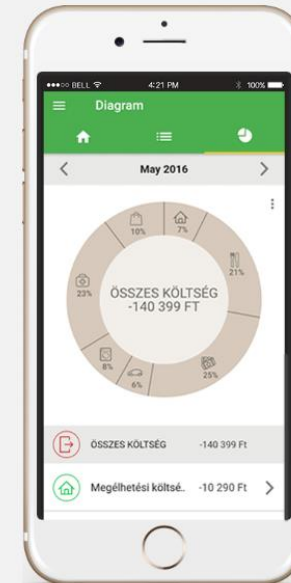 BELL 4:21 PM 100%
Diagram
May 2016
10% 7%
21%
23%
ÖSSZES KÖLTSÉG
-140 399 FT
8% 6% 25%
ÖSSZES KÖLTSÉG -140 399 Ft
Megélhetési költsé.. -10 290 Ft